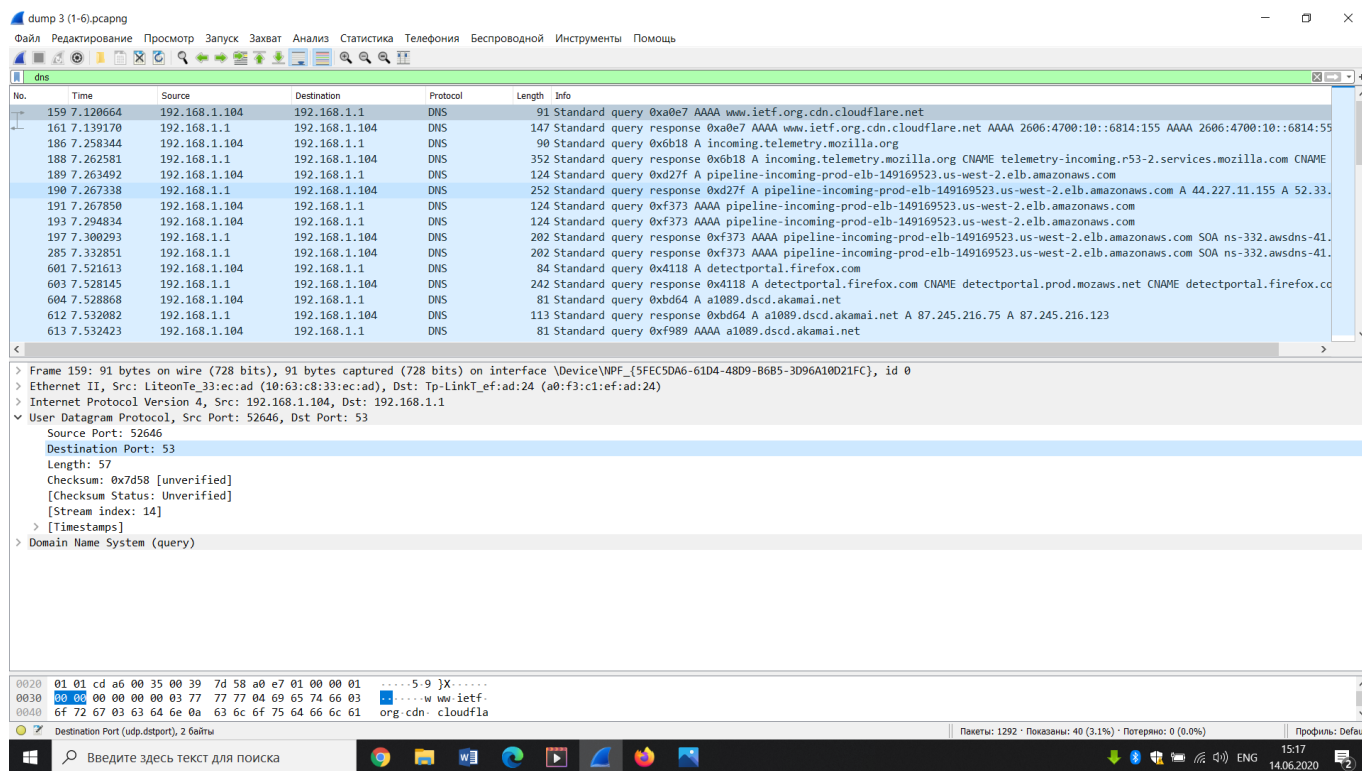 dump 3 (1-6).pcapng
Файл Редактирование Просмотр Запуск Захват Анализ Статистика Телефония Беспроводной Инструменты Помощь
dns
No. Time Source Destination Protocol Length Info
159 7.120664 192.168.1.104 192.168.1.1 DNS 91 Standard query 0xa0e7 AAAA www.ietf.org.cdn.cloudflare.net
161 7.139170 192.168.1.1 192.168.1.104 DNS 147 Standard query response 0xa0e7 AAAA www.ietf.org.cdn.cloudflare.net AAAA 2606:4700:10::6814:155 AAAA 2606:4700:10::6814:55
186 7.258344 192.168.1.104 192.168.1.1 DNS 90 Standard query 0x6b18 A incoming.telemetry.mozilla.org
188 7.262581 192.168.1.1 192.168.1.104 DNS 352 Standard query response 0x6b18 A incoming.telemetry.mozilla.org CNAME telemetry-incoming.r53-2.services.mozilla.com CNAME
189 7.263492 192.168.1.104 192.168.1.1 DNS 124 Standard query 0xd27f A pipeline-incoming-prod-elb-149169523.us-west-2.elb.amazonaws.com
190 7.267338 192.168.1.1 192.168.1.104 DNS 252 Standard query response 0xd27f A pipeline-incoming-prod-elb-149169523.us-west-2.elb.amazonaws.com A 44.227.11.155 A 52.33.
191 7.267850 192.168.1.104 192.168.1.1 DNS 124 Standard query 0xf373 AAAA pipeline-incoming-prod-elb-149169523.us-west-2.elb.amazonaws.com
193 7.294834 192.168.1.104 192.168.1.1 DNS 124 Standard query 0xf373 AAAA pipeline-incoming-prod-elb-149169523.us-west-2.elb.amazonaws.com
197 7.300293 192.168.1.1 192.168.1.104 DNS 202 Standard query response 0xf373 AAAA pipeline-incoming-prod-elb-149169523.us-west-2.elb.amazonaws.com SOA ns-332.awsdns-41.
285 7.332851 192.168.1.1 192.168.1.104 DNS 202 Standard query response 0xf373 AAAA pipeline-incoming-prod-elb-149169523.us-west-2.elb.amazonaws.com SOA ns-332.awsdns-41.
601 7.521613 192.168.1.104 192.168.1.1 DNS 84 Standard query 0x4118 A detectportal.firefox.com
603 7.528145 192.168.1.1 192.168.1.104 DNS 242 Standard query response 0x4118 A detectportal.firefox.com CNAME detectportal.prod.mozaws.net CNAME detectportal.firefox.co
604 7.528868 192.168.1.104 192.168.1.1 DNS 81 Standard query 0xbd64 A a1089.dscd.akamai.net
612 7.532082 192.168.1.1 192.168.1.104 DNS 113 Standard query response 0xbd64 A a1089.dscd.akamai.net A 87.245.216.75 A 87.245.216.123
613 7.532423 192.168.1.104 192.168.1.1 DNS 81 Standard query 0xf989 AAAA a1089.dscd.akamai.net
Frame 159: 91 bytes on wire (728 bits), 91 bytes captured (728 bits) on interface \Device\NPF_{5FEC5DA6-61D4-48D9-B6B5-3D96A10D21FC}, id 0
Ethernet II, Src: LiteonTe_33:ec:ad (10:63:c8:33:ec:ad), Dst: Tp-LinkT_ef:ad:24 (a0:f3:c1:ef:ad:24)
Internet Protocol Version 4, Src: 192.168.1.104, Dst: 192.168.1.1
User Datagram Protocol, Src Port: 52646, Dst Port: 53
Source Port: 52646
Destination Port: 53
Length: 57
Checksum: 0x7d58 [unverified]
[Checksum Status: Unverified]
[Stream index: 14]
[Timestamps]
Domain Name System (query)
0020 01 01 cd a6 00 35 00 39 7d 58 a0 e7 01 00 00 01 ·····5·9 }X······
0030 00 00 00 00 00 00 03 77 77 77 04 69 65 74 66 03 ·······w ww·ietf·
0040 6f 72 67 03 63 64 6e 0a 63 6c 6f 75 64 66 6c 61 org·cdn· cloudfla
Destination Port (udp.dstport), 2 байты
Пакеты: 1292 · Показаны: 40 (3.1%) · Потеряно: 0 (0.0%)
Профиль: Defau
Введите здесь текст для поиска
ENG
15:17
14.06.2020
2